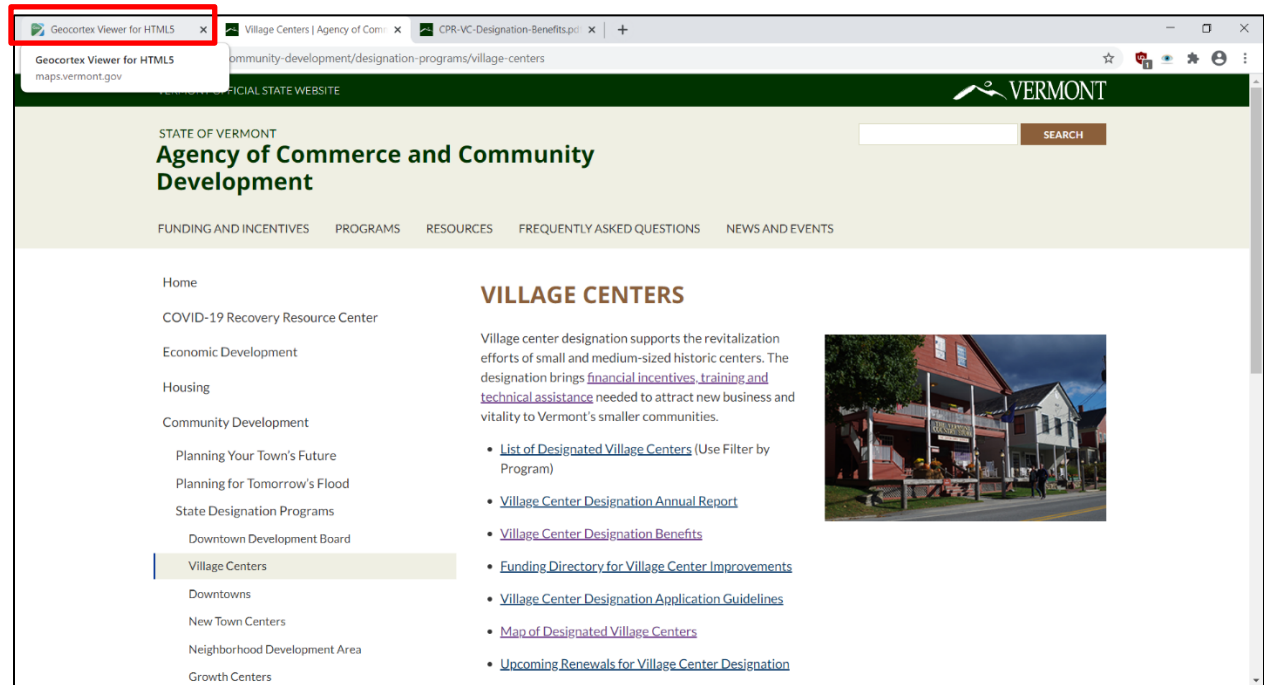 Geocortex Viewer for HTML5
Village Centers | Agency of Com
CPR-VC-Designation-Benefits.pd
Geocortex Viewer for HTML5
maps.vermont.gov
ommunity-development/designation-programs/village-centers
1
VERMONT OFFICIAL STATE WEBSITE
VERMONT
STATE OF VERMONT
Agency of Commerce and Community
Development
SEARCH
FUNDING AND INCENTIVES PROGRAMS RESOURCES FREQUENTLY ASKED QUESTIONS NEWS AND EVENTS
Home
COVID-19 Recovery Resource Center
Economic Development
Housing
Community Development
Planning Your Town's Future
Planning for Tomorrow's Flood
State Designation Programs
Downtown Development Board
Village Centers
Downtowns
New Town Centers
Neighborhood Development Area
Growth Centers
VILLAGE CENTERS
Village center designation supports the revitalization
efforts of small and medium-sized historic centers. The
designation brings financial incentives, training and
technical assistance needed to attract new business and
vitality to Vermont's smaller communities.
• List of Designated Village Centers (Use Filter by
Program)
• Village Center Designation Annual Report
• Village Center Designation Benefits
• Funding Directory for Village Center Improvements
• Village Center Designation Application Guidelines
• Map of Designated Village Centers
• Upcoming Renewals for Village Center Designation